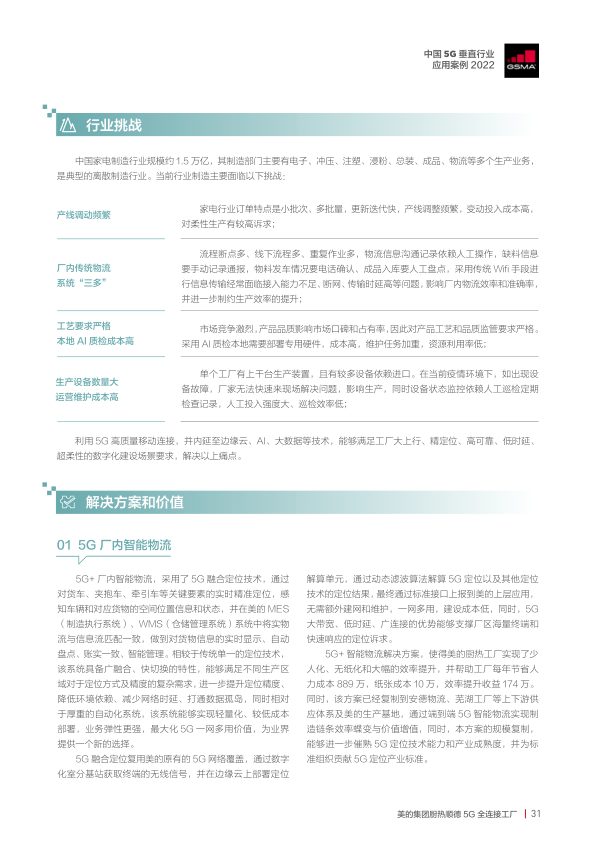 中国 5G 垂直行业
应用案例 2022
GSMA
行业挑战
中国家电制造行业规模约 1.5 万亿，其制造部门主要有电子、冲压、注塑、浸粉、总装、成品、物流等多个生产业务，
是典型的离散制造行业。当前行业制造主要面临以下挑战：
产线调动频繁
家电行业订单特点是小批次、多批量，更新迭代快，产线调整频繁，变动投入成本高，
对柔性生产有较高诉求；
厂内传统物流
系统“三多”
流程断点多、线下流程多、重复作业多，物流信息沟通记录依赖人工操作，缺料信息
要手动记录通报，物料发车情况要电话确认、成品入库要人工盘点，采用传统 Wifi 手段进
行信息传输经常面临接入能力不足、断网、传输时延高等问题，影响厂内物流效率和准确率，
并进一步制约生产效率的提升；
工艺要求严格
本地 AI 质检成本高
市场竞争激烈，产品品质影响市场口碑和占有率，因此对产品工艺和品质监管要求严格。
采用 AI 质检本地需要部署专用硬件，成本高，维护任务加重，资源利用率低；
生产设备数量大
运营维护成本高
单个工厂有上千台生产装置，且有较多设备依赖进口。在当前疫情环境下，如出现设
备故障，厂家无法快速来现场解决问题，影响生产，同时设备状态监控依赖人工巡检定期
检查记录，人工投入强度大、巡检效率低；
利用 5G 高质量移动连接，并内延至边缘云、AI、大数据等技术，能够满足工厂大上行、精定位、高可靠、低时延、
超柔性的数字化建设场景要求，解决以上痛点。
解决方案和价值
01 5G 厂内智能物流
5G+ 厂内智能物流，采用了 5G 融合定位技术，通过
对货车、夹抱车、牵引车等关键要素的实时精准定位，感
知车辆和对应货物的空间位置信息和状态，并在美的 MES
（制造执行系统）、WMS（仓储管理系统）系统中将实物
流与信息流匹配一致，做到对货物信息的实时显示、自动
盘点、账实一致、智能管理。相较于传统单一的定位技术，
该系统具备广融合、快切换的特性，能够满足不同生产区
域对于定位方式及精度的复杂需求，进一步提升定位精度、
降低环境依赖、减少网络时延、打通数据孤岛，同时相对
于厚重的自动化系统，该系统能够实现轻量化、较低成本
部署，业务弹性更强，最大化 5G 一网多用价值，为业界
提供一个新的选择。
5G 融合定位复用美的原有的 5G 网络覆盖，通过数字
化室分基站获取终端的无线信号，并在边缘云上部署定位
解算单元，通过动态滤波算法解算 5G 定位以及其他定位
技术的定位结果，最终通过标准接口上报到美的上层应用，
无需额外建网和维护，一网多用，建设成本低，同时，5G
大带宽、低时延、广连接的优势能够支撑厂区海量终端和
快速响应的定位诉求。
5G+ 智能物流解决方案，使得美的厨热工厂实现了少
人化、无纸化和大幅的效率提升，并帮助工厂每年节省人
力成本 889 万，纸张成本 10 万，效率提升收益 174 万。
同时，该方案已经复制到安德物流、芜湖工厂等上下游供
应体系及美的生产基地，通过端到端 5G 智能物流实现制
造链条效率蝶变与价值增值，同时，本方案的规模复制，
能够进一步催熟 5G 定位技术能力和产业成熟度，并为标
准组织贡献 5G 定位产业标准。
美的集团厨热顺德 5G 全连接工厂 | 31